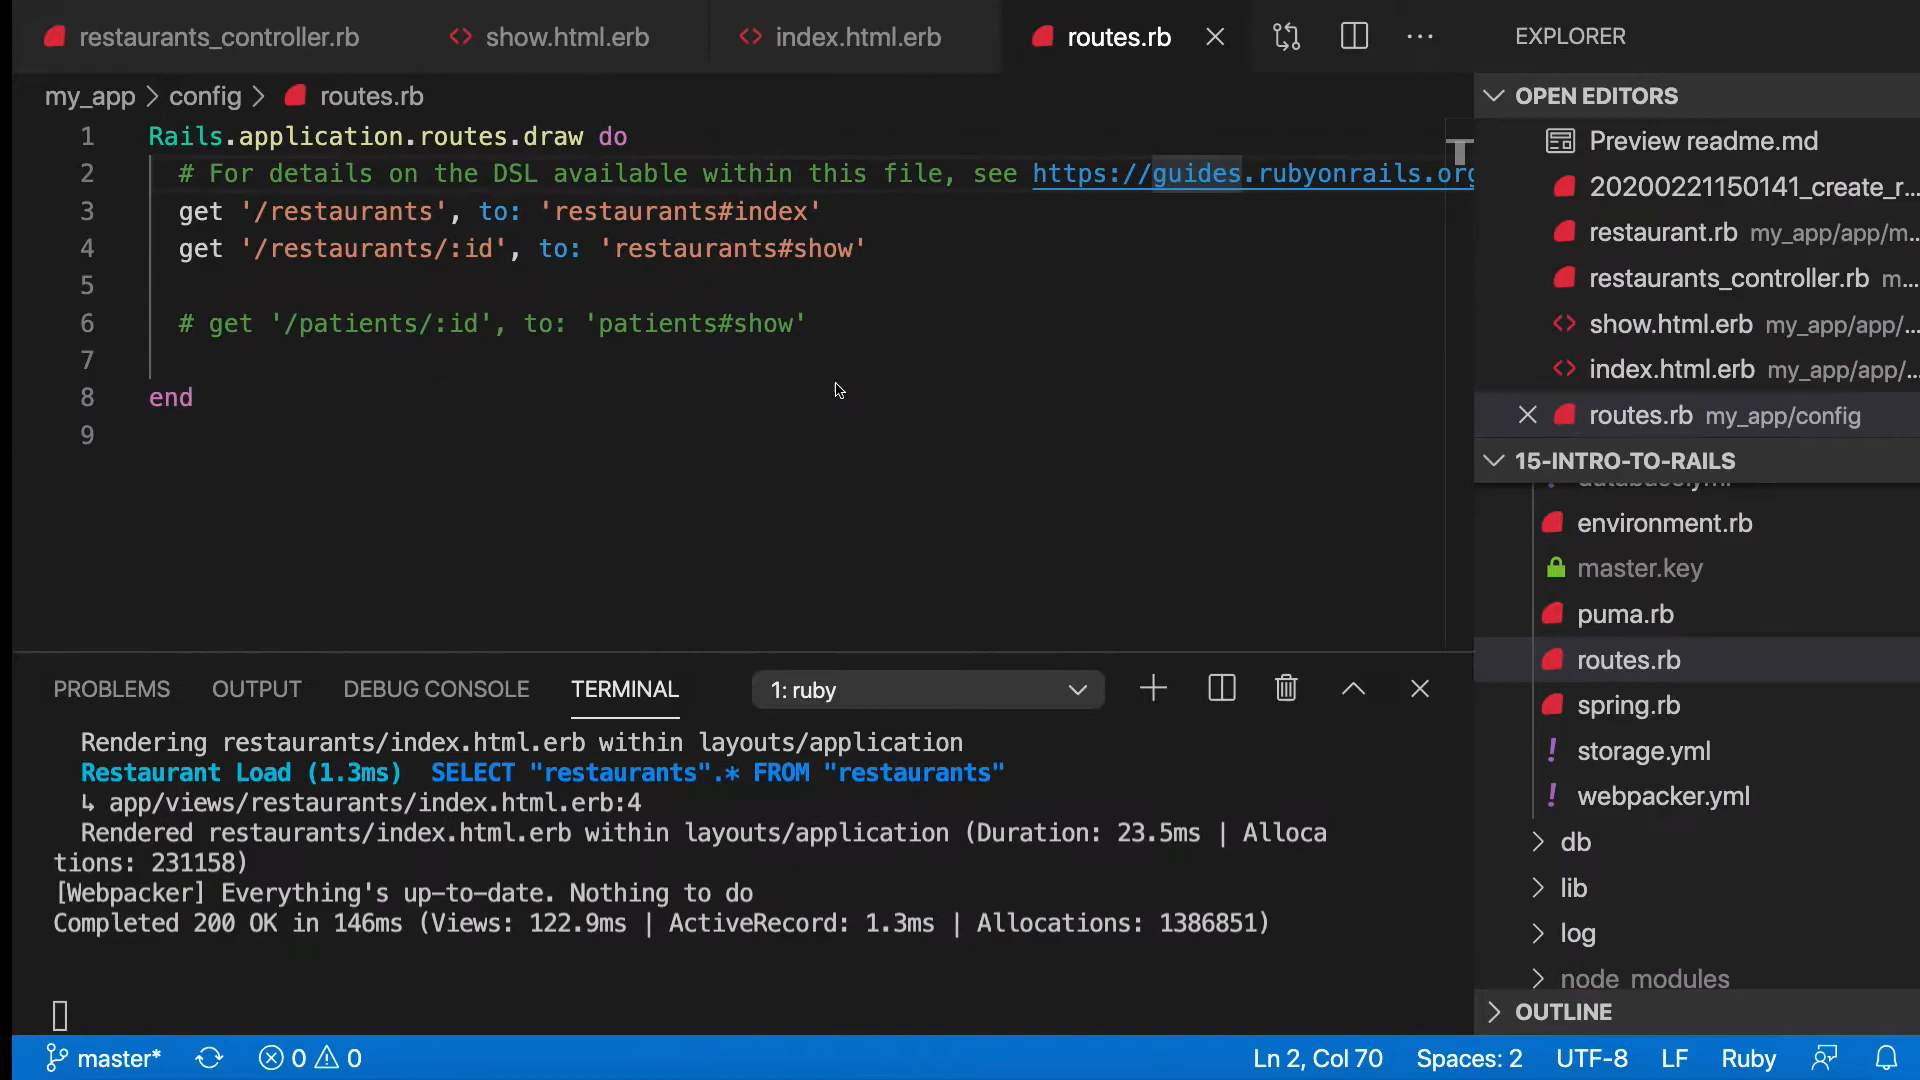 restaurants_controller.rb
show.html.erb
index.html.erb
routes.rb
EXPLORER
my_app > config > routes.rb
1 Rails.application.routes.draw do
2 # For details on the DSL available within this file, see https://guides.rubyonrails.org
3 get '/restaurants', to: 'restaurants#index'
4 get '/restaurants/:id', to: 'restaurants#show'
5
6 # get '/patients/:id', to: 'patients#show'
7
8 end
9
OPEN EDITORS
Preview readme.md
20200221150141_create_r...
restaurant.rb my_app/app/m...
restaurants_controller.rb m...
show.html.erb my_app/app/...
index.html.erb my_app/app/...
routes.rb my_app/config
15-INTRO-TO-RAILS
database.yml
environment.rb
master.key
puma.rb
routes.rb
spring.rb
storage.yml
webpacker.yml
db
lib
log
node_modules
OUTLINE
PROBLEMS
OUTPUT
DEBUG CONSOLE
TERMINAL
1: ruby
Rendering restaurants/index.html.erb within layouts/application
Restaurant Load (1.3ms) SELECT "restaurants".* FROM "restaurants"
↳ app/views/restaurants/index.html.erb:4
Rendered restaurants/index.html.erb within layouts/application (Duration: 23.5ms | Alloca
tions: 231158)
[Webpacker] Everything's up-to-date. Nothing to do
Completed 200 OK in 146ms (Views: 122.9ms | ActiveRecord: 1.3ms | Allocations: 1386851)
master*
0
0
Ln 2, Col 70
Spaces: 2
UTF-8
LF
Ruby